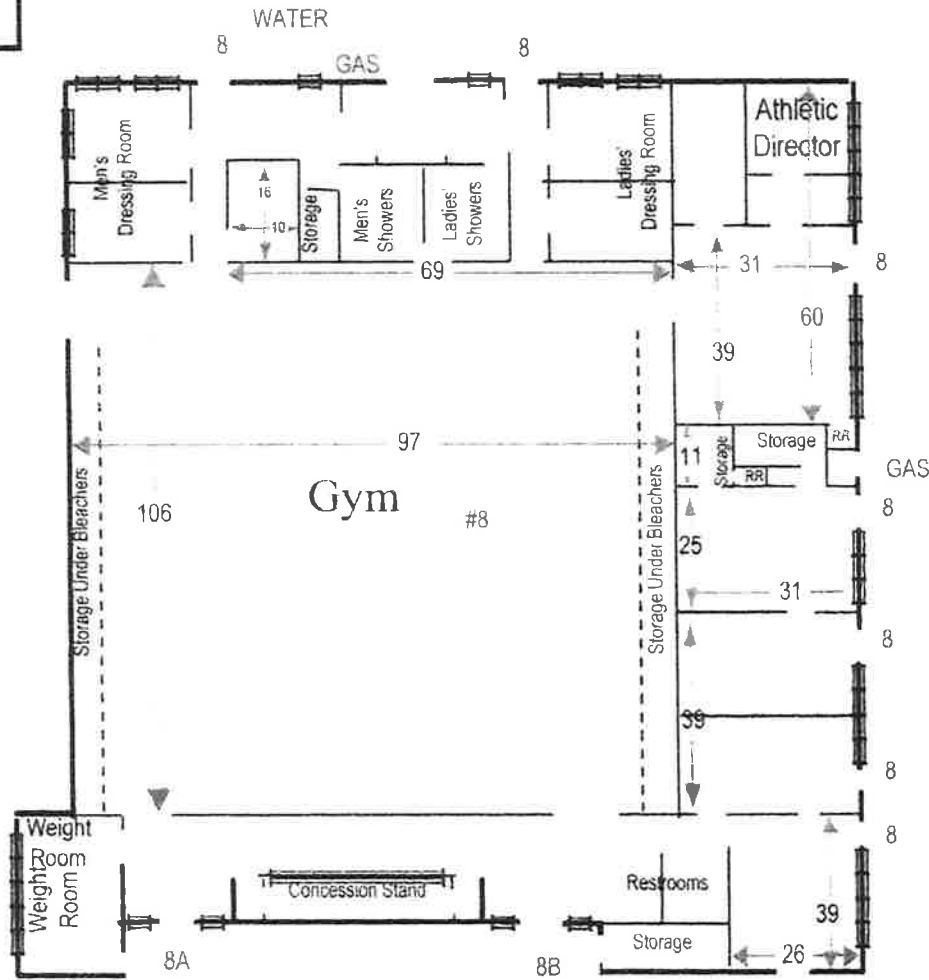 WATER
8
8
GAS
Men's
Dressing Room
16
10
Storage
Men's
Showers
Ladies'
Showers
Ladies'
Dressing Room
Athletic
Director
69
31
8
60
39
97
11
Storage
Storage
RR
RR
GAS
8
Gym
#8
106
Storage Under Bleachers
Storage Under Bleachers
25
31
8
39
8
8
Weight
Room
Weight
Room
Concession Stand
Restrooms
Storage
39
26
8A
8B